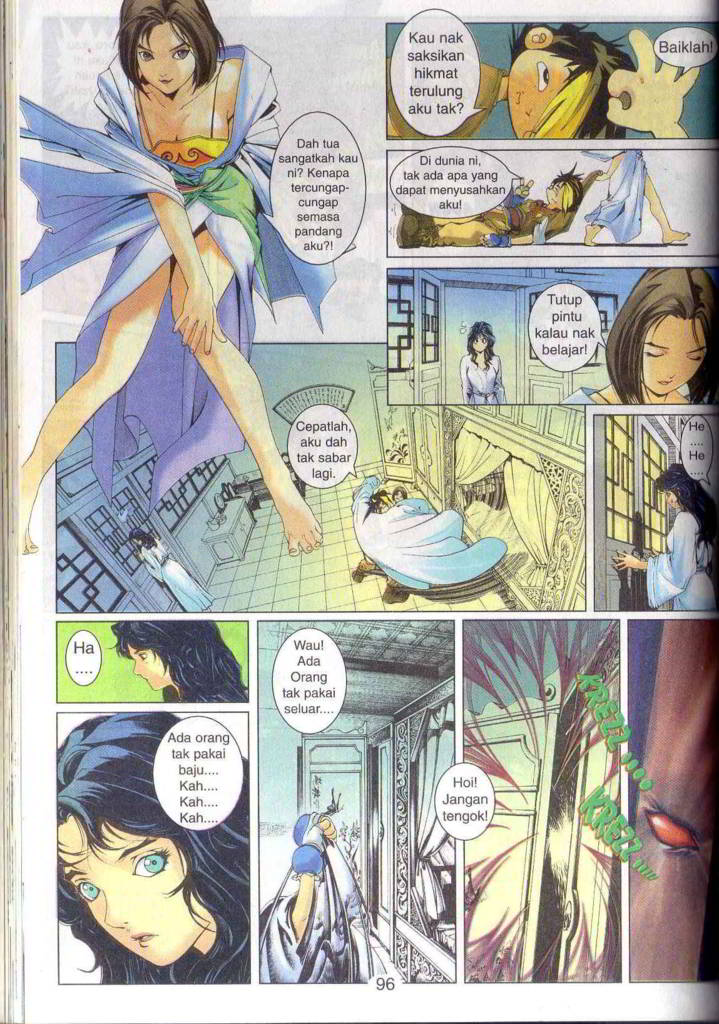 Dah tua
sangatkah kau
ni? Kenapa
tercungap-
cungap
semasa
pandang
aku?!
Kau nak
saksikan
hikmat
terulung
aku tak?
Baiklah!
Di dunia ni,
tak ada apa yang
dapat menyusahkan
aku!
Tutup
pintu
kalau nak
belajar!
Cepatlah,
aku dah
tak sabar
lagi.
He
....
He
Ha
....
Ada orang
tak pakai
baju....
Kah....
Kah....
Kah....
Wau!
Ada
Orang
tak pakai
seluar....
Hoi!
Jangan
tengok!
KREZZ....
KREZZ.....
96